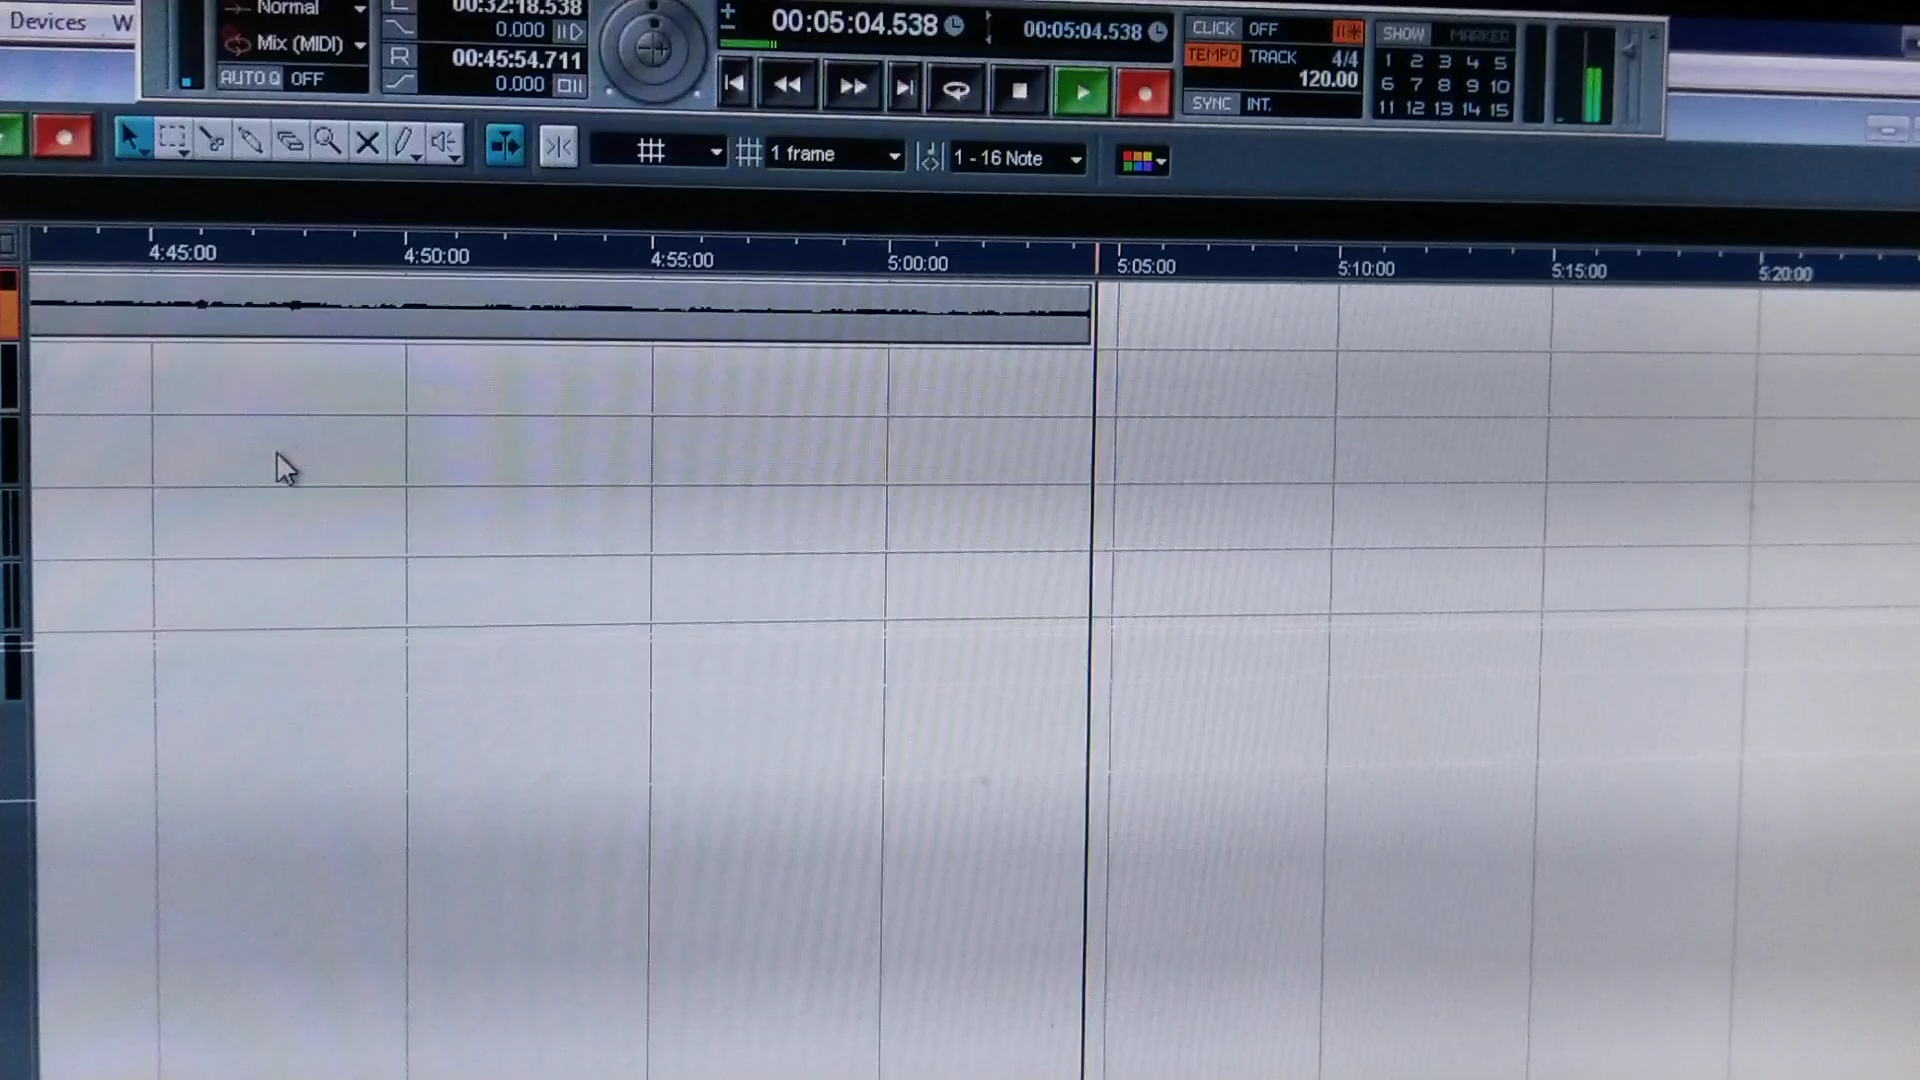 Devices W
Normal
Mix (MIDI)
AUTO Q OFF
L 00:32:18.538
0.000
R 00:45:54.711
0.000
00:05:04.538 00:05:04.538
CLICK OFF
TEMPO TRACK 4/4
120.00
SYNC INT.
SHOW MARKER
1 2 3 4 5
6 7 8 9 10
11 12 13 14 15
1 frame 1 - 16 Note
4:45:00 4:50:00 4:55:00 5:00:00 5:05:00 5:10:00 5:15:00 5:20:00